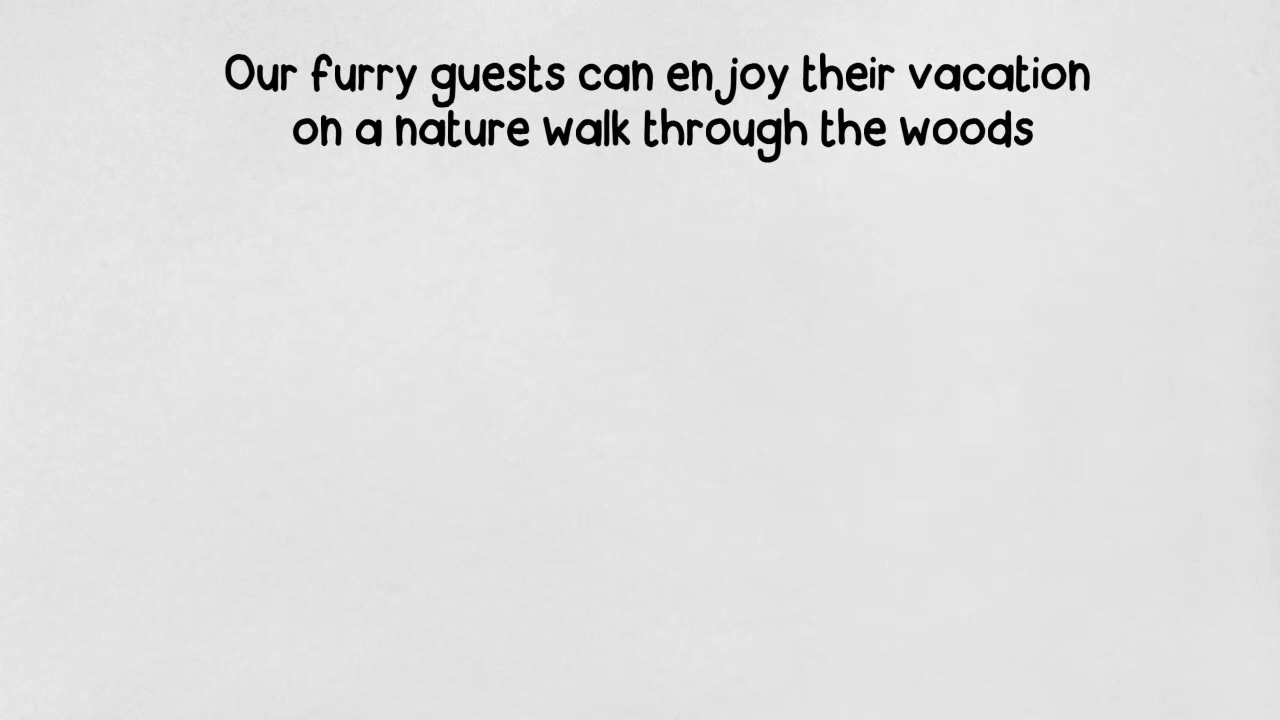 Our furry guests can enjoy their vacation
on a nature walk through the woods